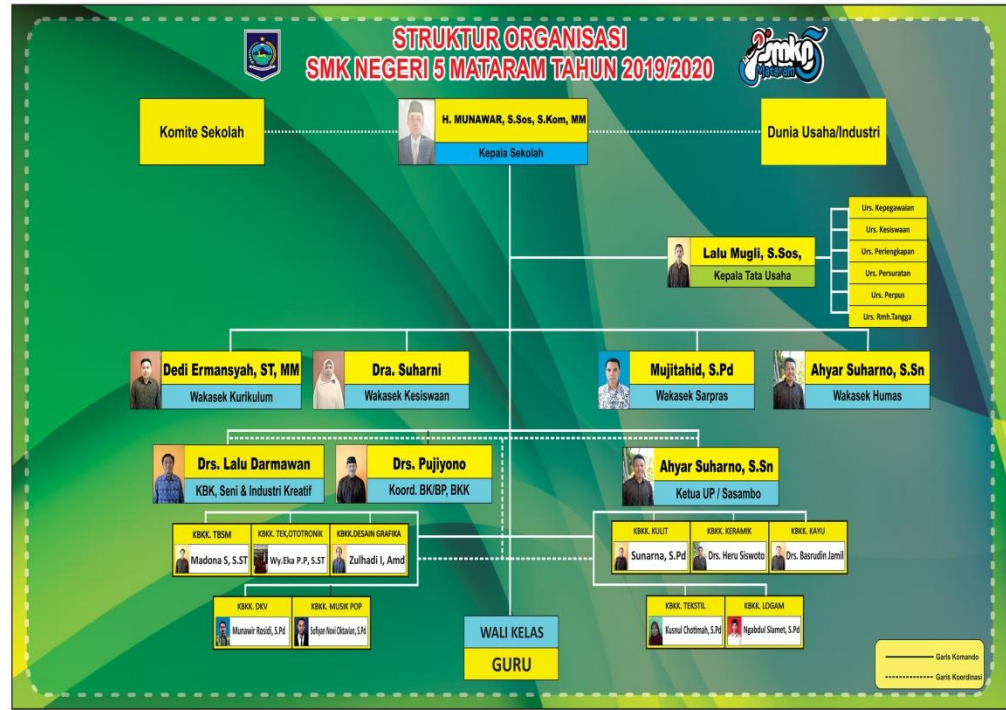 STRUKTUR ORGANISASI
SMK NEGERI 5 MATARAM TAHUN 2019/2020
smkn5
Mataram
Komite Sekolah
H. MUNAWAR, S.Sos, S.Kom, MM
Kepala Sekolah
Dunia Usaha/Industri
Lalu Mugli, S.Sos,
Kepala Tata Usaha
Urs. Kepegawaian
Urs. Kesiswaan
Urs. Perlengkapan
Urs. Persuratan
Urs. Perpus
Urs. Rmh.Tangga
Dedi Ermansyah, ST, MM
Wakasek Kurikulum
Dra. Suharni
Wakasek Kesiswaan
Mujitahid, S.Pd
Wakasek Sarpras
Ahyar Suharno, S.Sn
Wakasek Humas
Drs. Lalu Darmawan
KBK, Seni & Industri Kreatif
Drs. Pujiyono
Koord. BK/BP, BKK
Ahyar Suharno, S.Sn
Ketua UP / Sasambo
KBKK. TBSM
Madona S, S.ST
KBKK. TEK,OTOTRONIK
Wy.Eka P.P, S.ST
KBKK.DESAIN GRAFIKA
Zulhadi I, Amd
KBKK. KULIT
Sunarna, S.Pd
KBKK. KERAMIK
Drs. Heru Siswoto
KBKK. KAYU
Drs. Basrudin Jamil
KBKK. DKV
Munawir Rosidi, S.Pd
KBKK. MUSIK POP
Sofiyan Novi Oktavian, S.Pd
KBKK. TEKSTIL
Kusnul Chotimah, S.Pd
KBKK. LOGAM
Ngabdul Slamet, S.Pd
WALI KELAS
GURU
Garis Komando
Garis Koordinasi